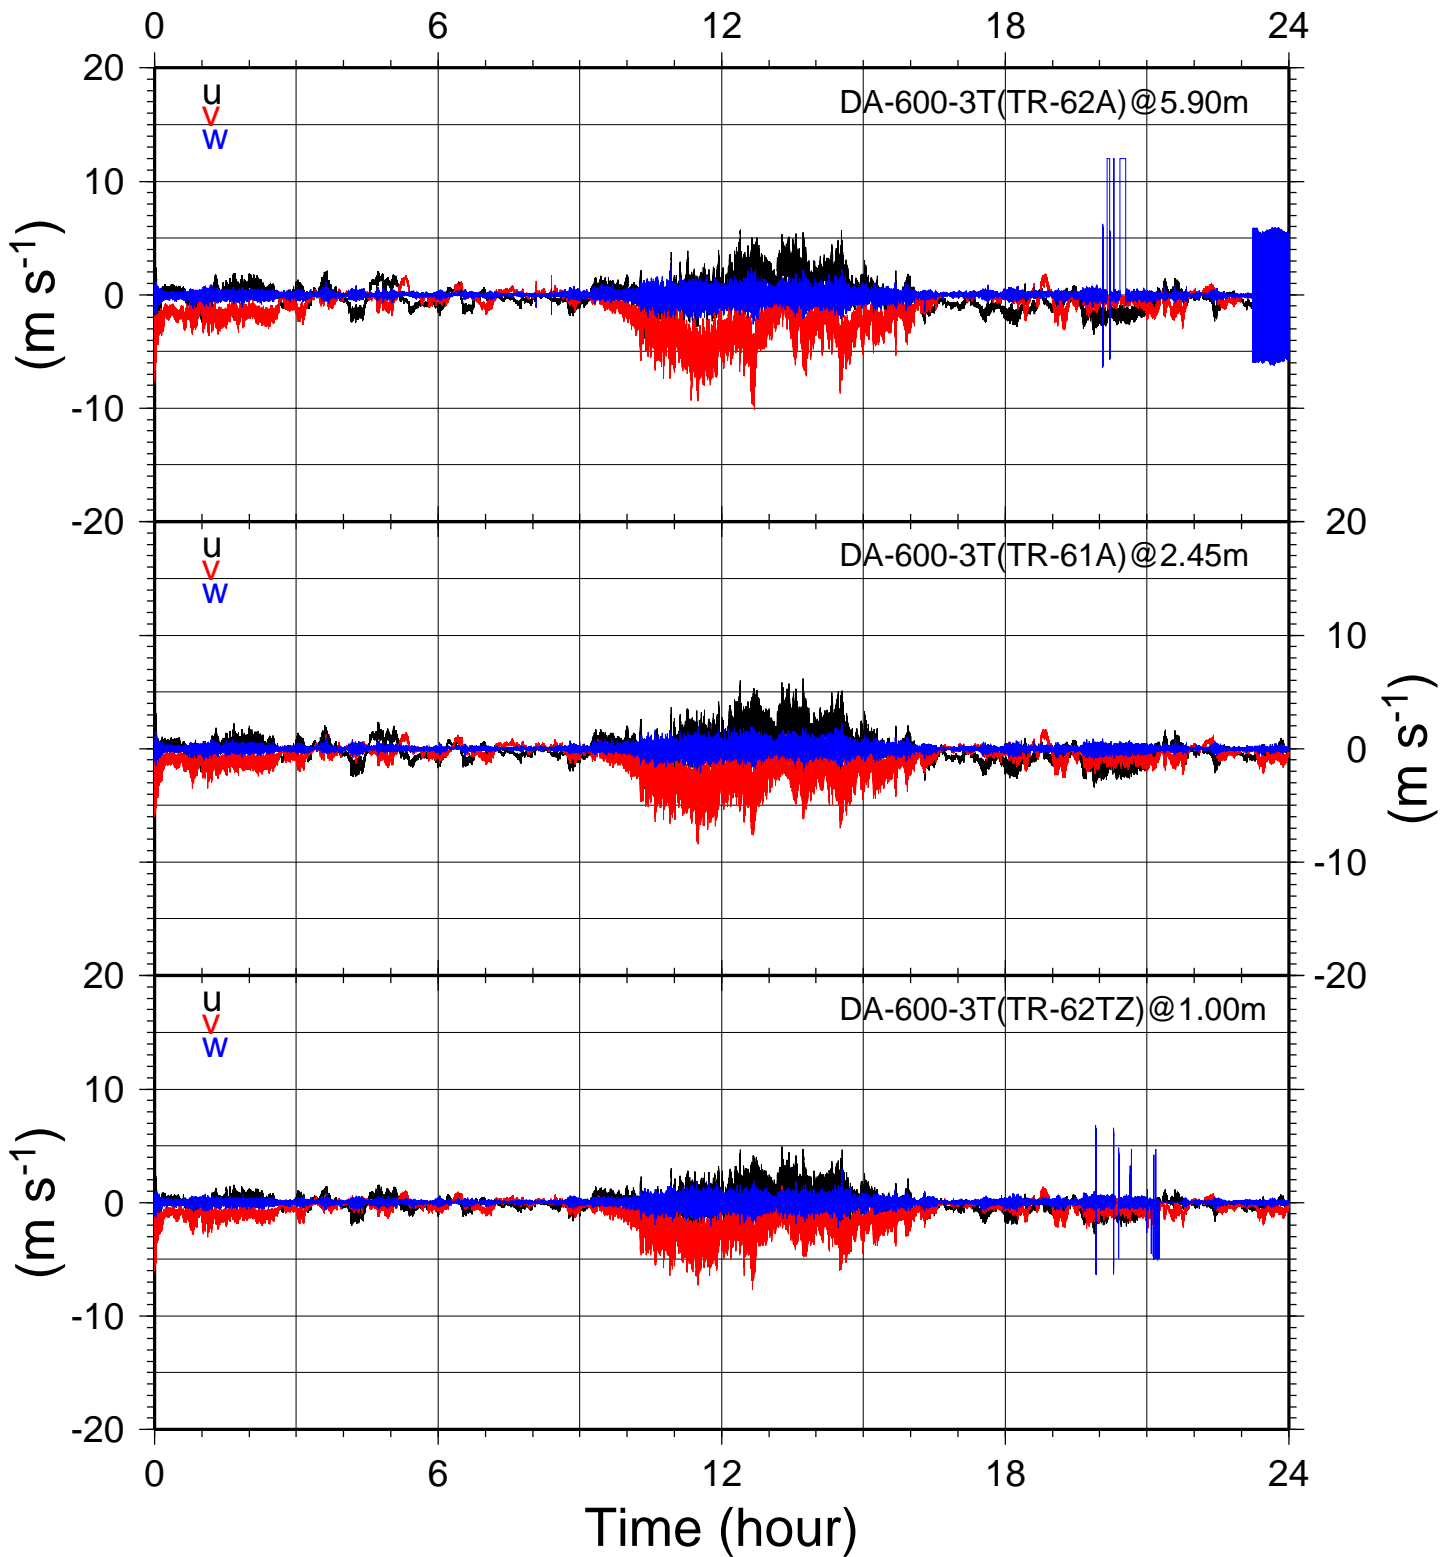 0 6 12 18 24
20
u
v
w
DA-600-3T(TR-62A)@5.90m
10
0
-10
-20
(m s-1)
20
u
v
w
DA-600-3T(TR-61A)@2.45m
10
0
-10
-20
(m s-1)
20
u
v
w
DA-600-3T(TR-62TZ)@1.00m
10
0
-10
-20
(m s-1)
0 6 12 18 24
Time (hour)